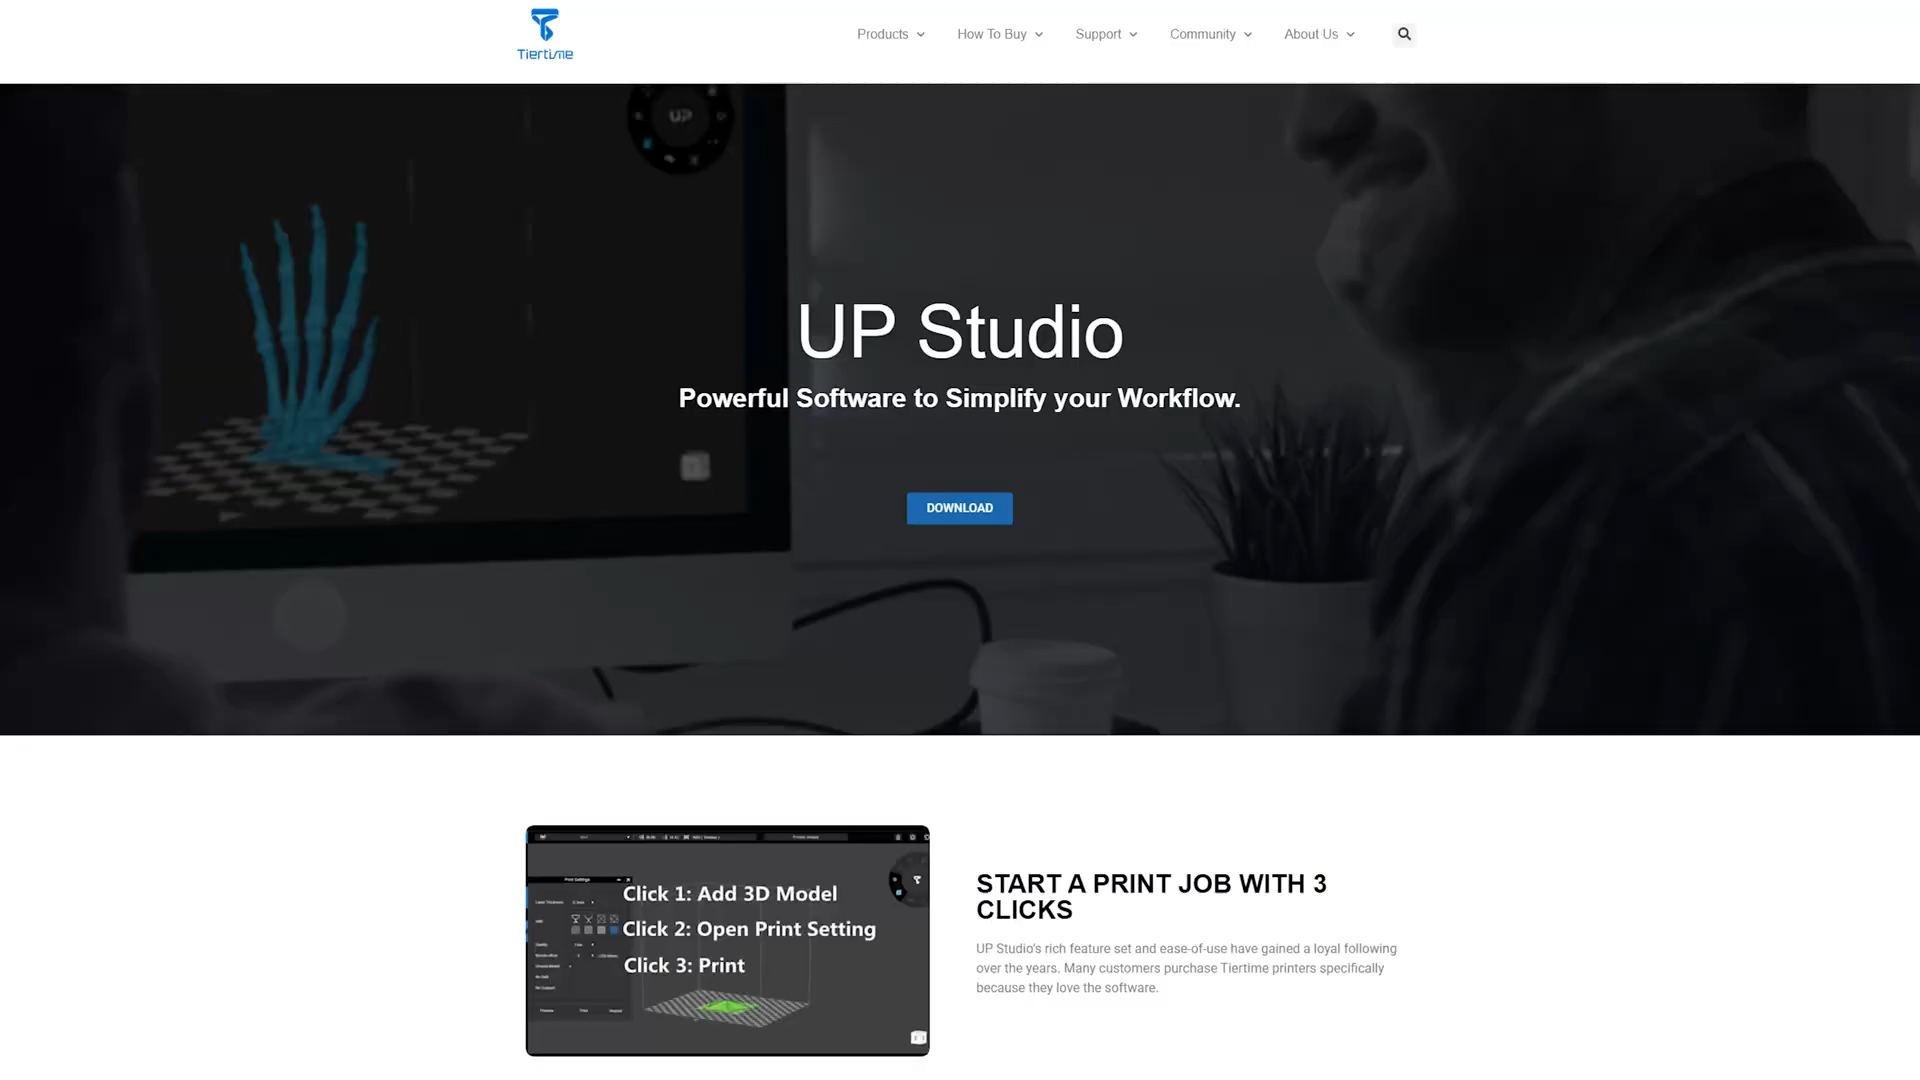 Tiertime
Products
How To Buy
Support
Community
About Us
UP
UP Studio
Powerful Software to Simplify your Workflow.
DOWNLOAD
Print Settings
Click 1: Add 3D Model
Click 2: Open Print Setting
Click 3: Print
START A PRINT JOB WITH 3
CLICKS
UP Studio's rich feature set and ease-of-use have gained a loyal following
over the years. Many customers purchase Tiertime printers specifically
because they love the software.